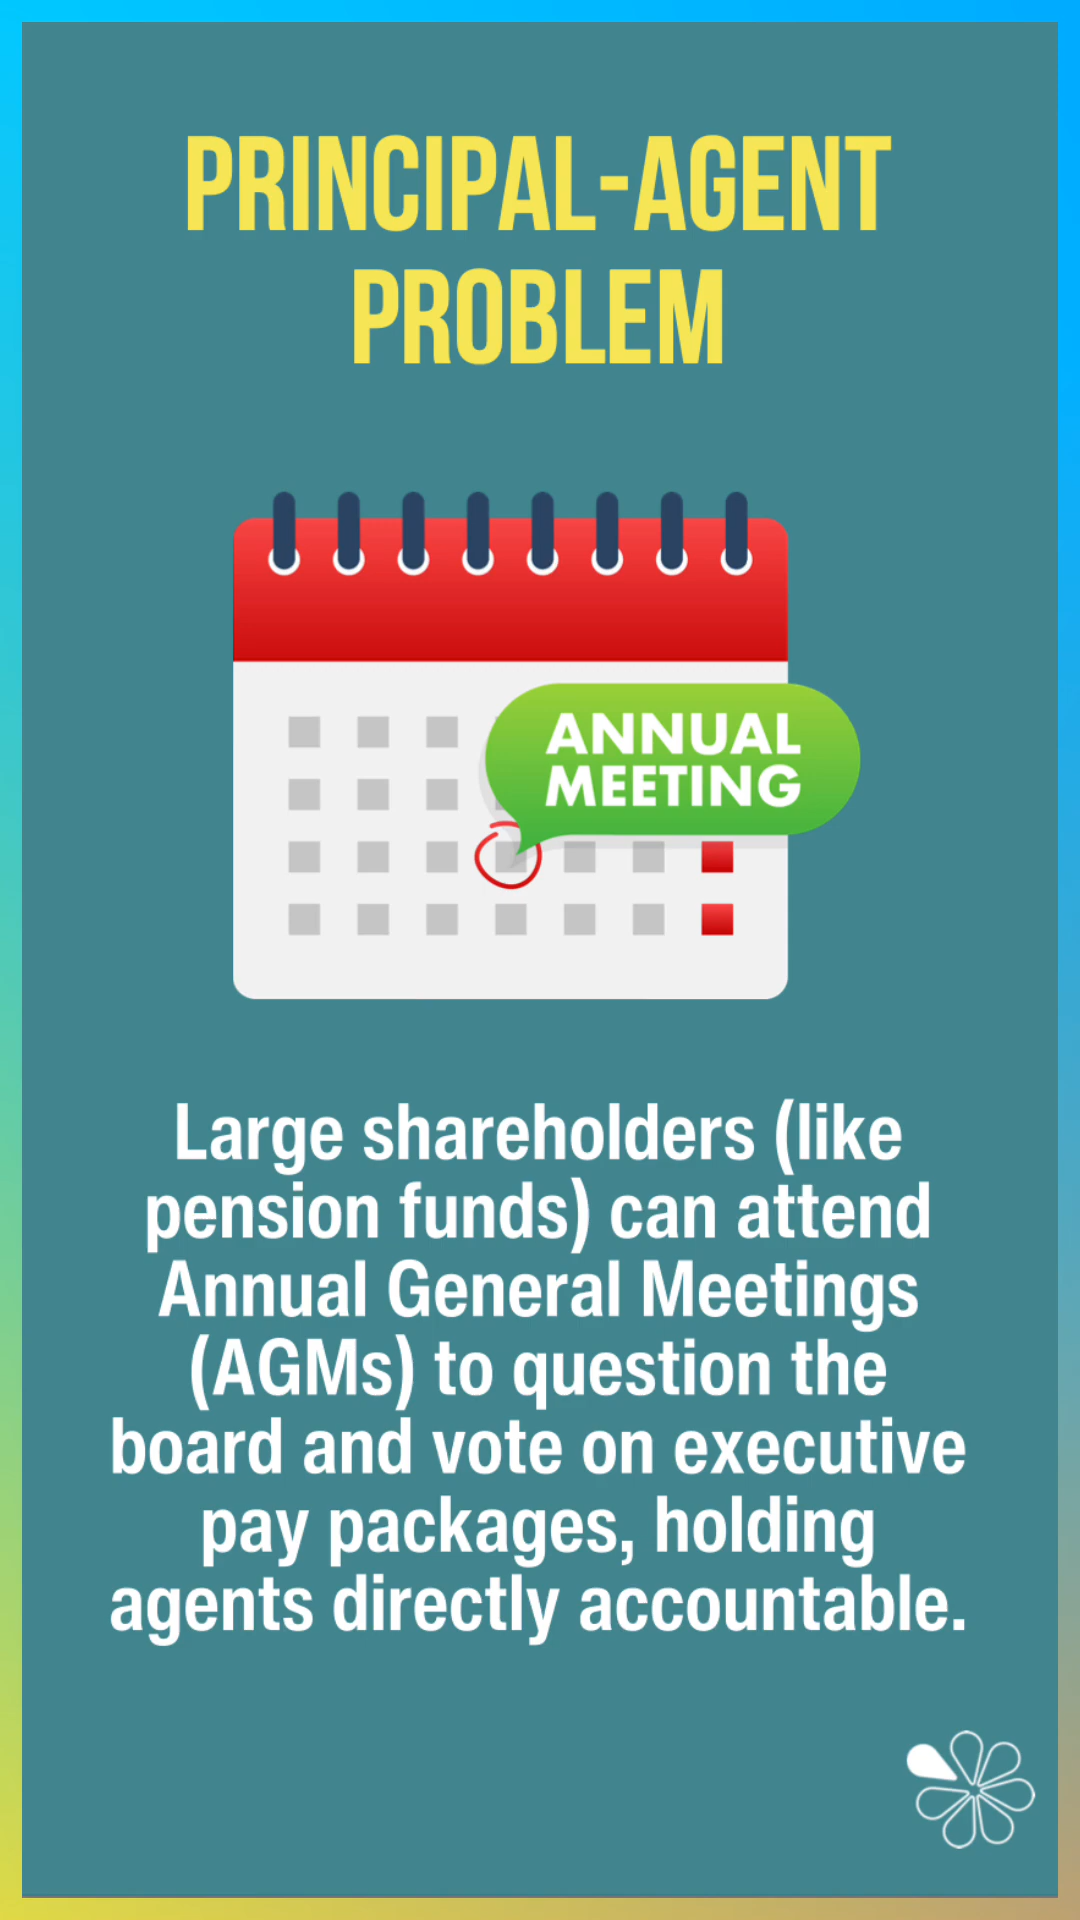 PRINCIPAL-AGENT
PROBLEM
ANNUAL
MEETING
Large shareholders (like
pension funds) can attend
Annual General Meetings
(AGMs) to question the
board and vote on executive
pay packages, holding
agents directly accountable.